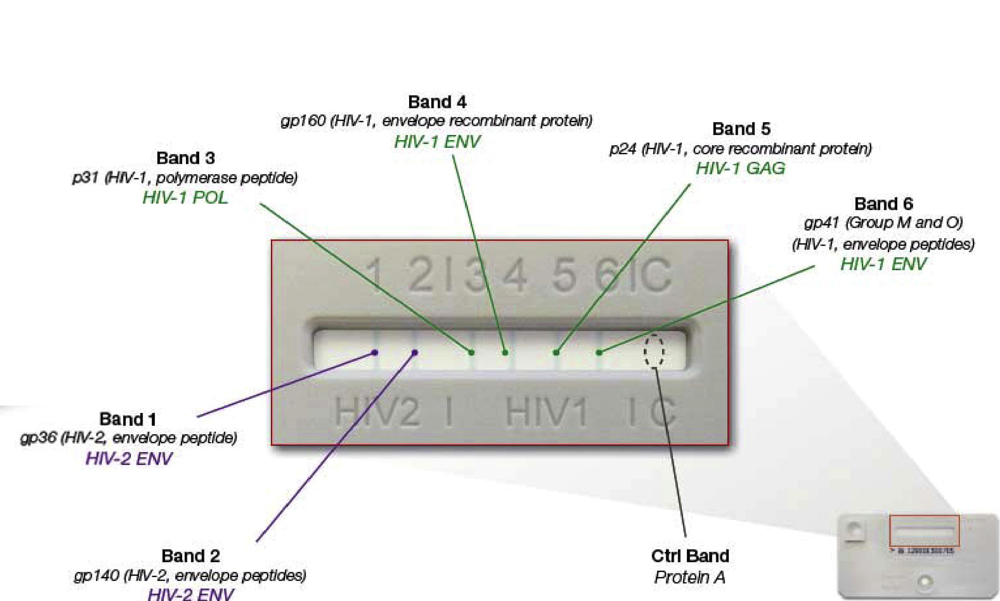 Band 4
gp160 (HIV-1, envelope recombinant protein)
HIV-1 ENV
Band 5
p24 (HIV-1, core recombinant protein)
HIV-1 GAG
Band 3
p31 (HIV-1, polymerase peptide)
HIV-1 POL
Band 6
gp41 (Group M and O)
(HIV-1, envelope peptides)
HIV-1 ENV
1 2 | 3 4 5 6 | C
HIV2 | HIV1 | C
Band 1
gp36 (HIV-2, envelope peptide)
HIV-2 ENV
Band 2
gp140 (HIV-2, envelope peptides)
HIV-2 ENV
Ctrl Band
Protein A